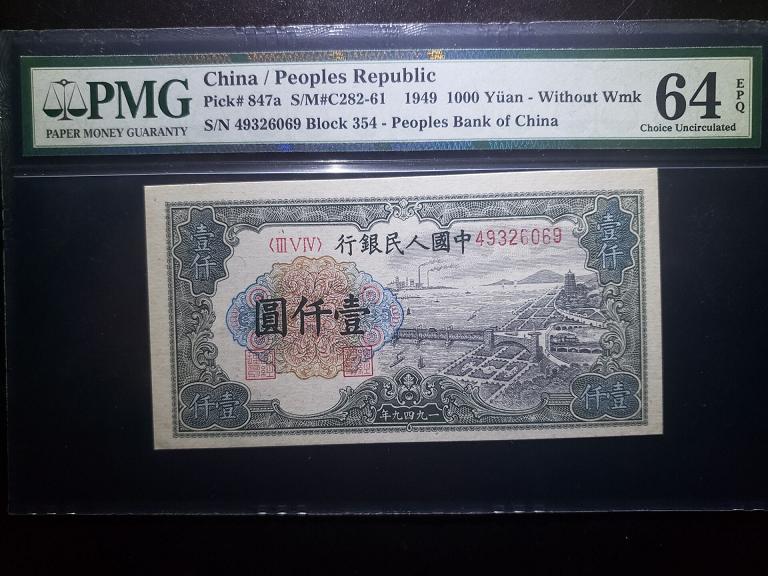 PMG
PAPER MONEY GUARANTY
China / Peoples Republic
Pick# 847a S/M#C282-61 1949 1000 Yüan - Without Wmk
S/N 49326069 Block 354 - Peoples Bank of China
64
EPQ
Choice Uncirculated
壹仟
壹仟
〈III V IV〉
行銀民人國中
49326069
圓仟壹
仟壹
年九四九一
仟壹